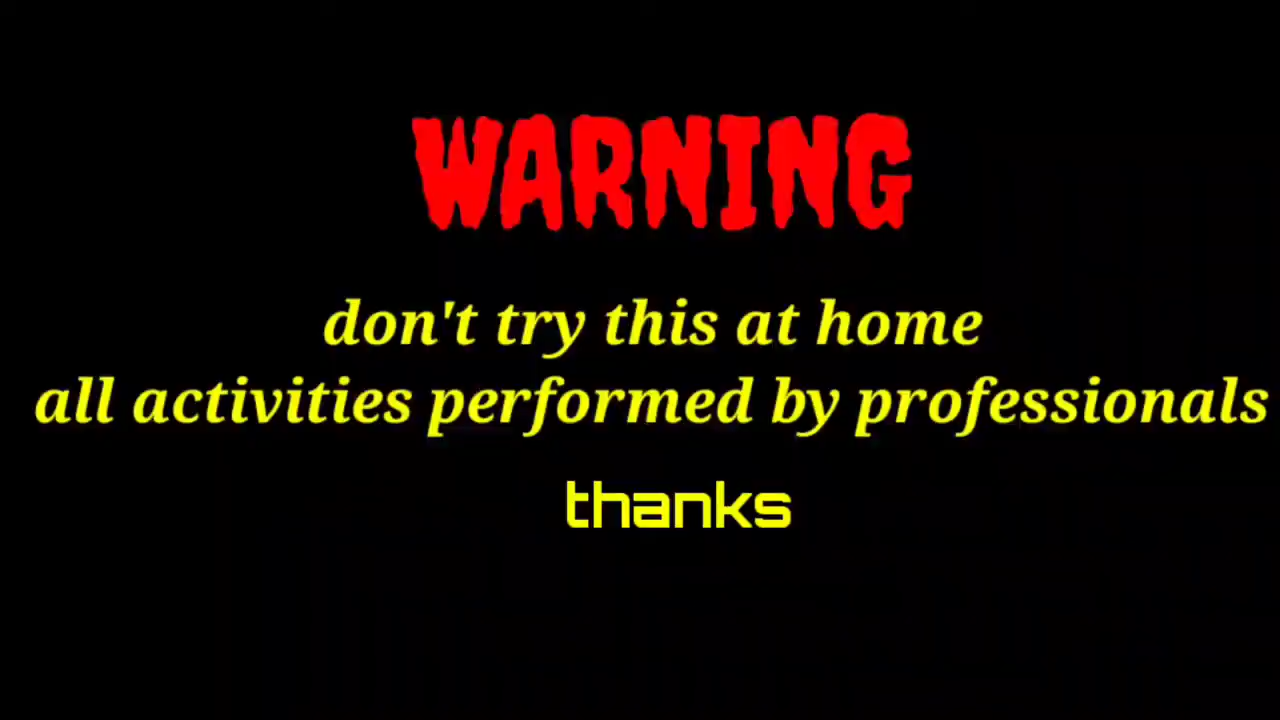 WARNING
don't try this at home
all activities performed by professionals
thanks